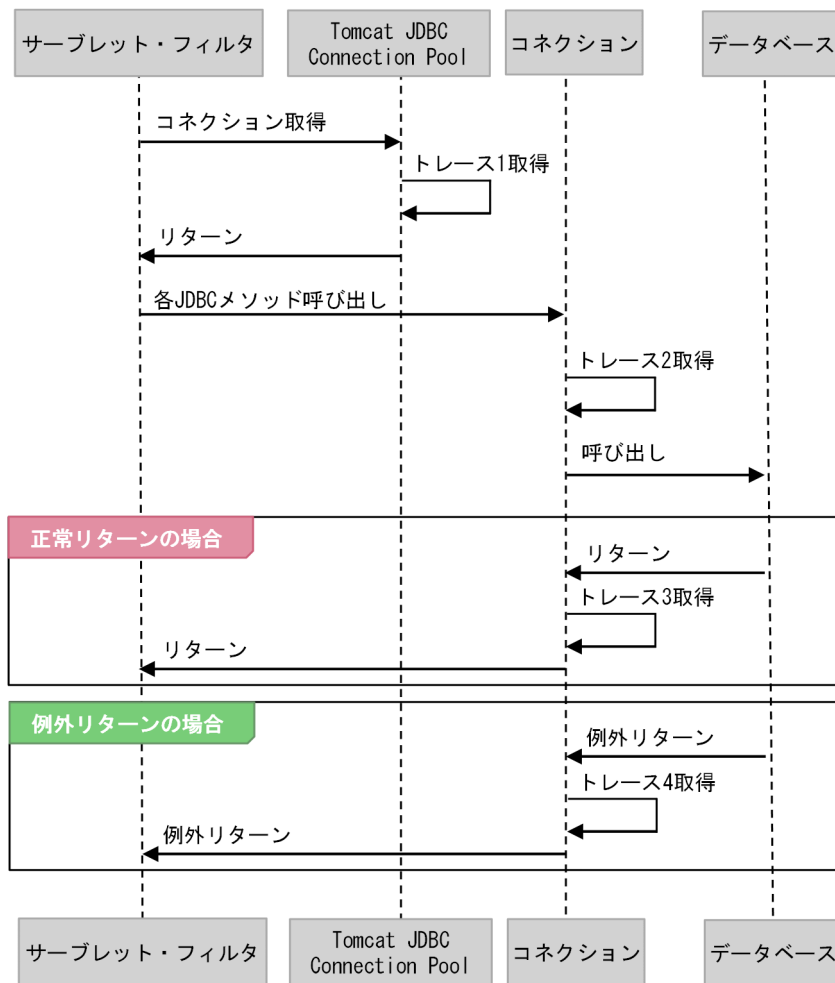 サーブレット・フィルタ
Tomcat JDBC
Connection Pool
コネクション
データベース
コネクション取得
トレース1取得
リターン
各JDBCメソッド呼び出し
トレース2取得
呼び出し
正常リターンの場合
リターン
トレース3取得
リターン
例外リターンの場合
例外リターン
トレース4取得
例外リターン
サーブレット・フィルタ
Tomcat JDBC
Connection Pool
コネクション
データベース